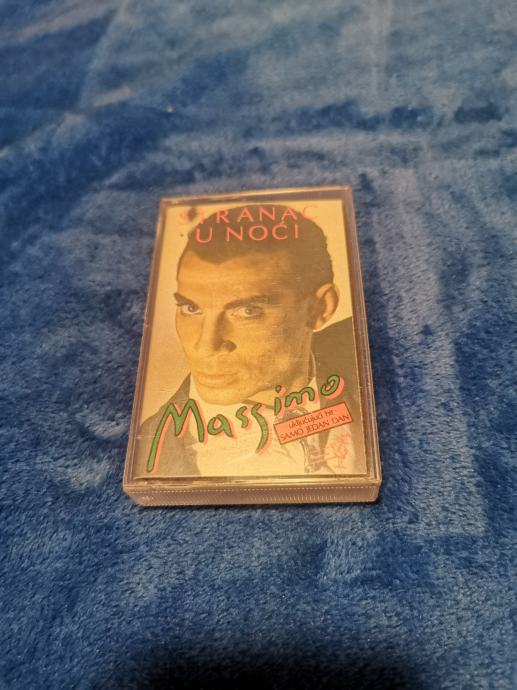 STRANAC
U NOĆI
Massimo
uključujući hit
SAMO JEDAN DAN